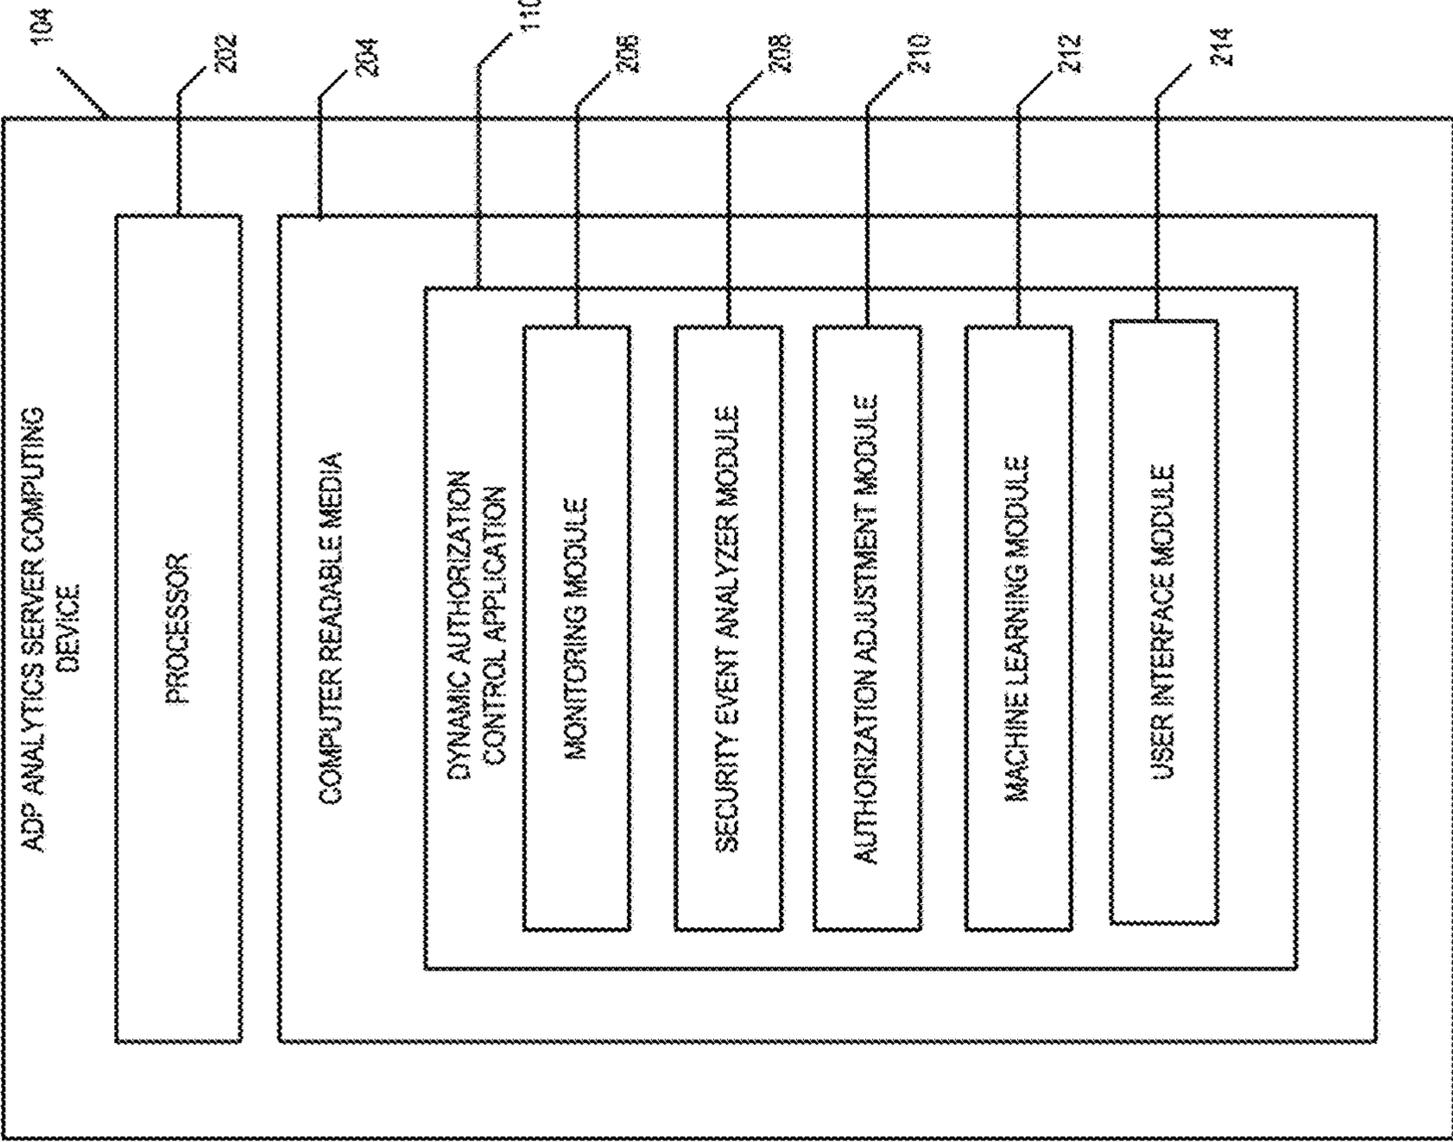 104
ADP ANALYTICS SERVER COMPUTING
DEVICE
202
PROCESSOR
204
COMPUTER READABLE MEDIA
110
DYNAMIC AUTHORIZATION
CONTROL APPLICATION
206
MONITORING MODULE
208
SECURITY EVENT ANALYZER MODULE
210
AUTHORIZATION ADJUSTMENT MODULE
212
MACHINE LEARNING MODULE
214
USER INTERFACE MODULE